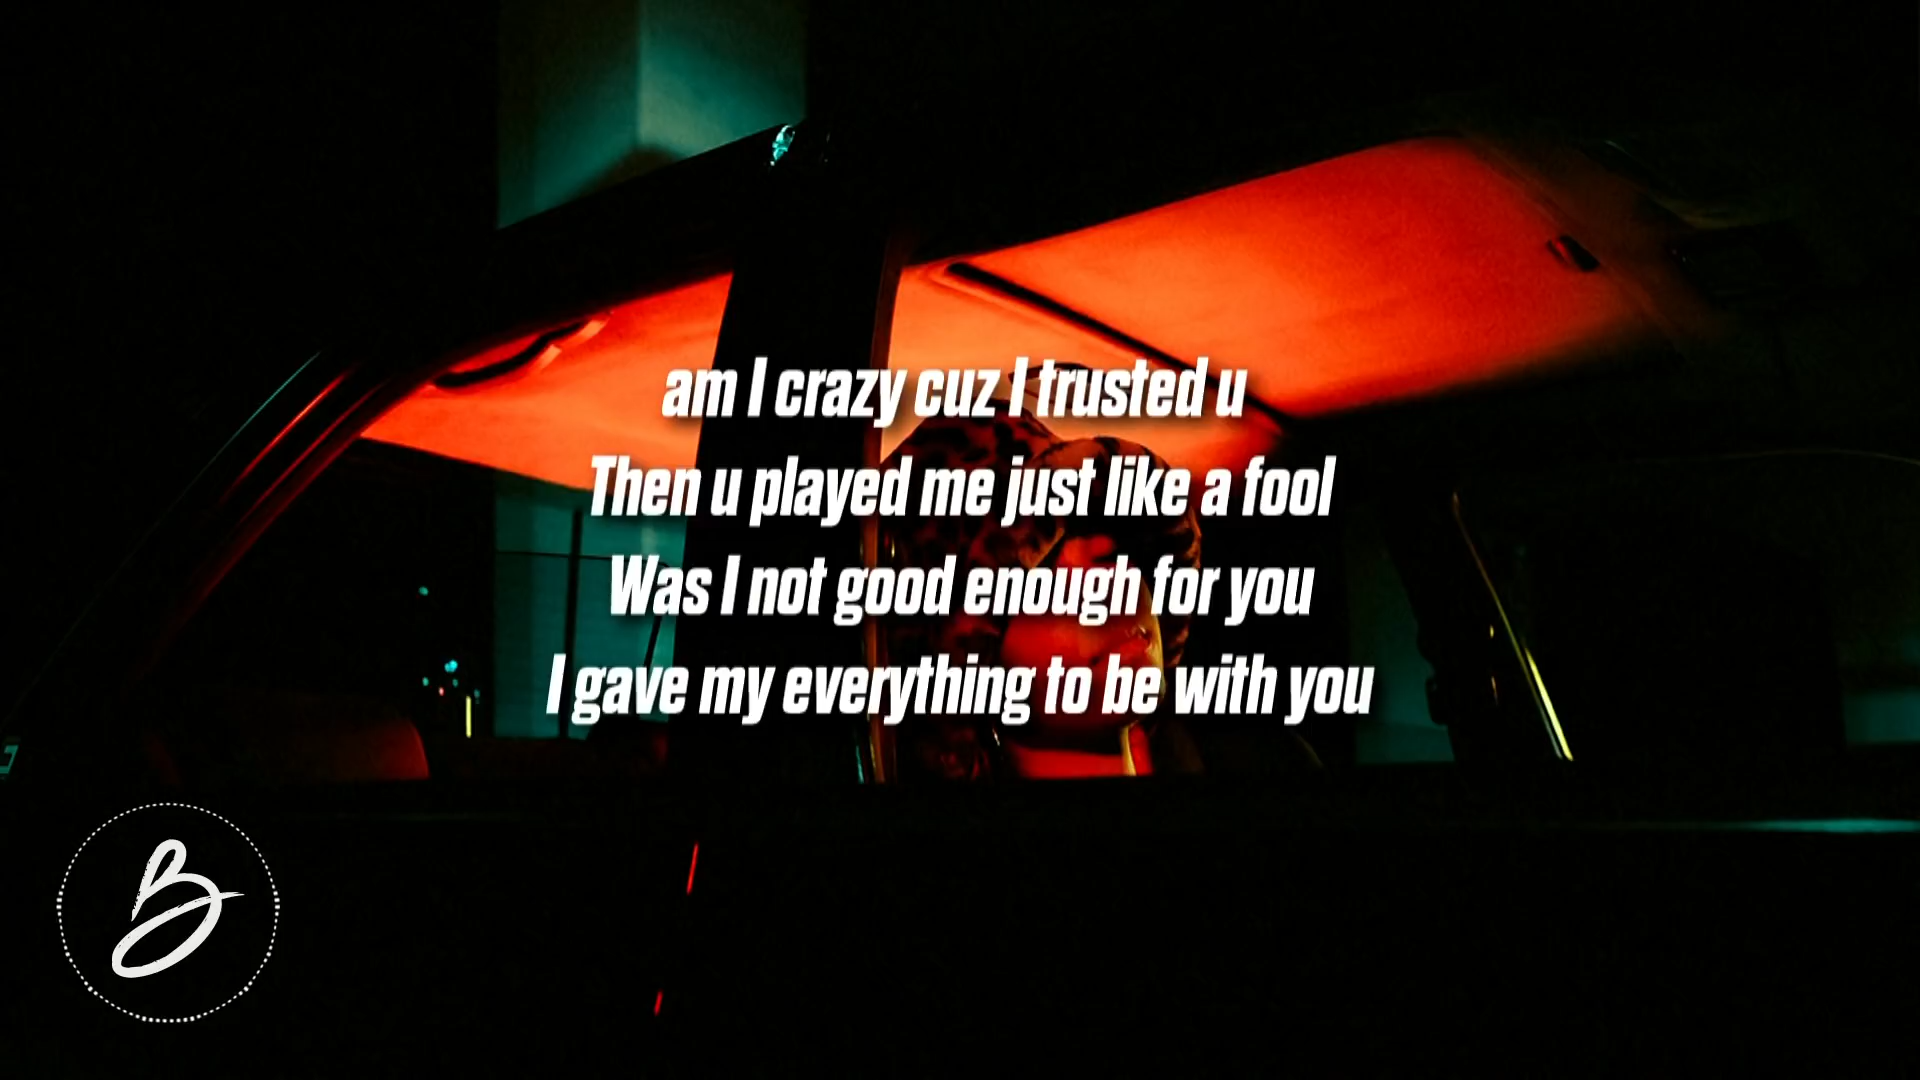 am I crazy cuz I trusted u
Then u played me just like a fool
Was I not good enough for you
I gave my everything to be with you
B